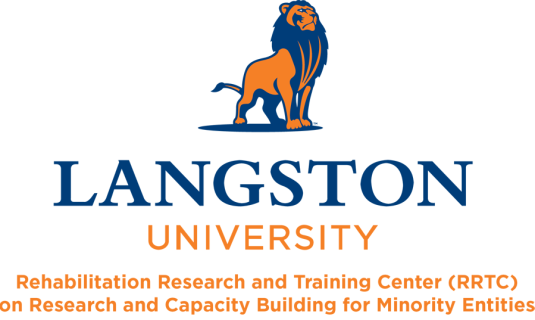 LANGSTON
UNIVERSITY
Rehabilitation Research and Training Center (RRTC)
on Research and Capacity Building for Minority Entities